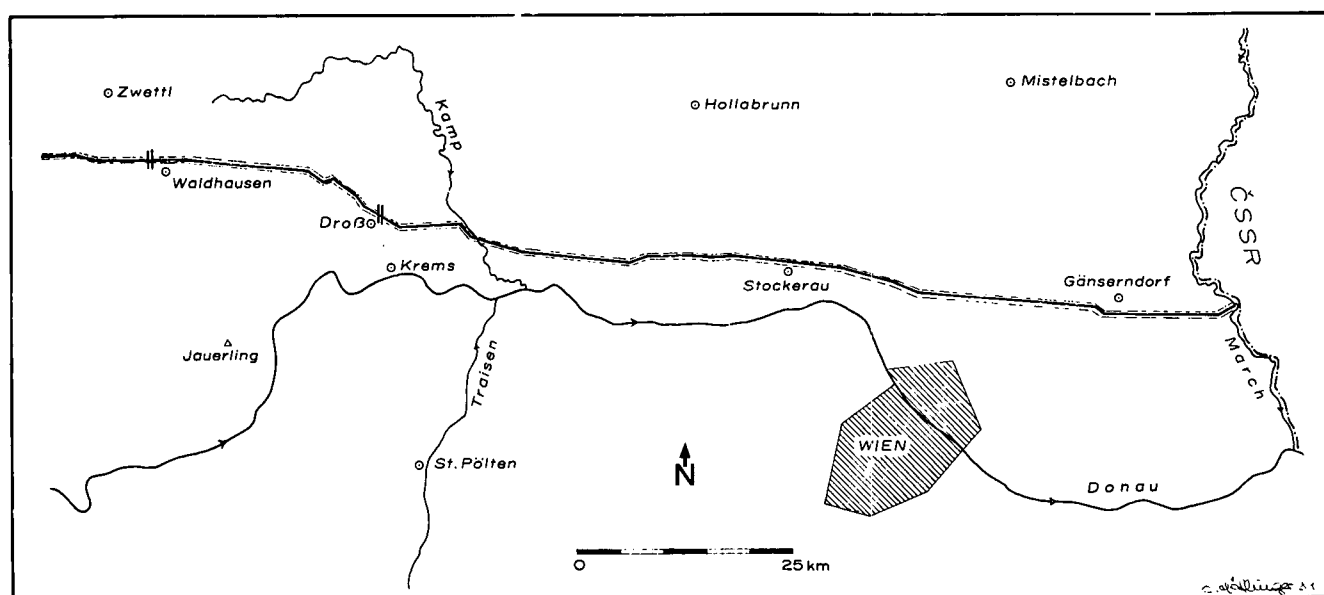 Zwettl
Kamp
Hollabrunn
Mistelbach
Waldhausen
ČSSR
Droß
Krems
Stockerau
Gänserndorf
Jauerling
Traisen
March
WIEN
St. Pölten
N
Donau
0
25 km